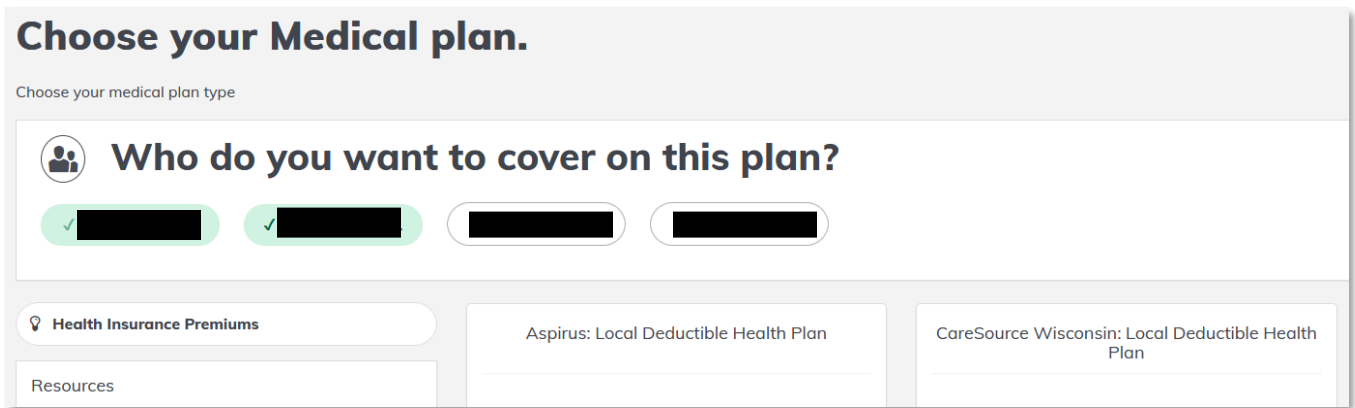 Choose your Medical plan.
Choose your medical plan type
Who do you want to cover on this plan?
Health Insurance Premiums
Resources
Aspirus: Local Deductible Health Plan
CareSource Wisconsin: Local Deductible Health
Plan